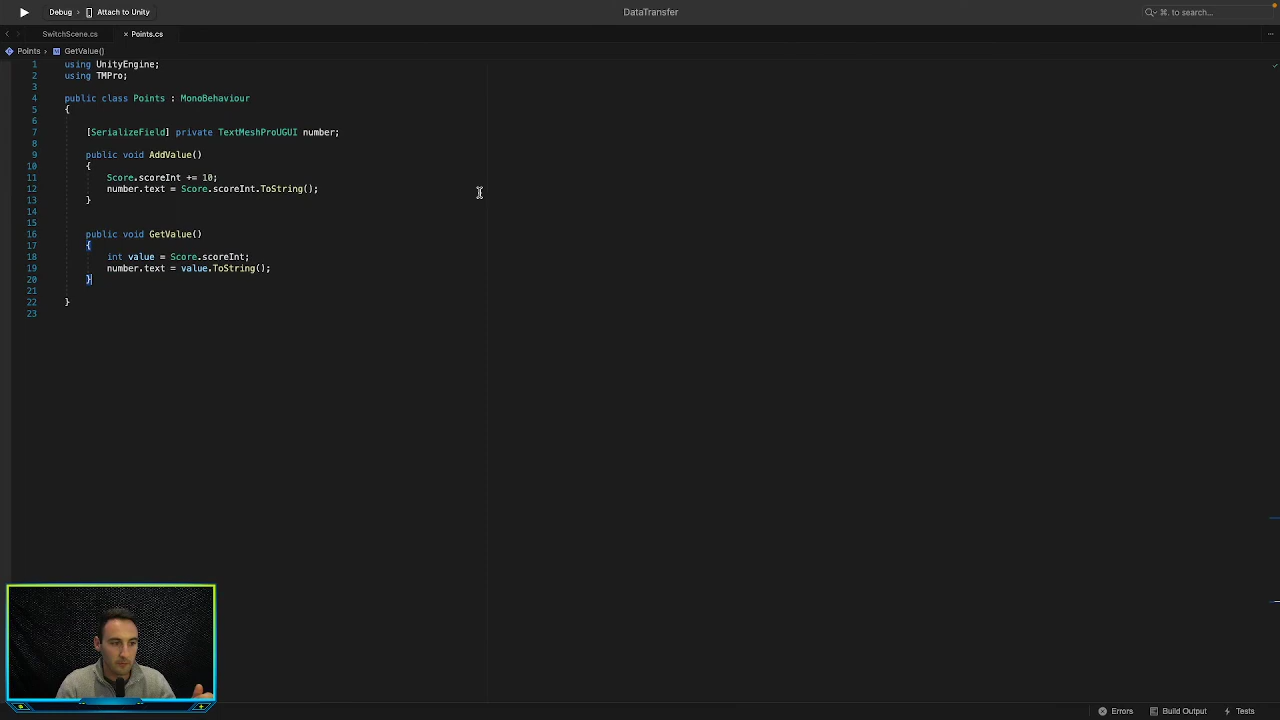 Debug › Attach to Unity
DataTransfer
⌘. to search...
SwitchScene.cs
× Points.cs
Points › GetValue()
1 using UnityEngine;
2 using TMPro;
3
4 public class Points : MonoBehaviour
5 {
6
7 [SerializeField] private TextMeshProUGUI number;
8
9 public void AddValue()
10 {
11 Score.scoreInt += 10;
12 number.text = Score.scoreInt.ToString();
13 }
14
15
16 public void GetValue()
17 {
18 int value = Score.scoreInt;
19 number.text = value.ToString();
20 }
21
22 }
23
Errors Build Output Tests